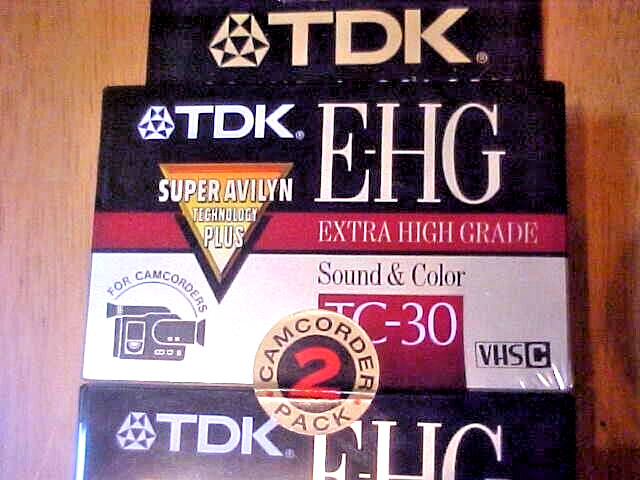 TDK®
TDK®
E-HG
SUPER AVILYN
TECHNOLOGY
PLUS
EXTRA HIGH GRADE
FOR CAMCORDERS
Sound & Color
TC-30
VHS C
CAMCORDER
2
PACK
TDK®
E-HG